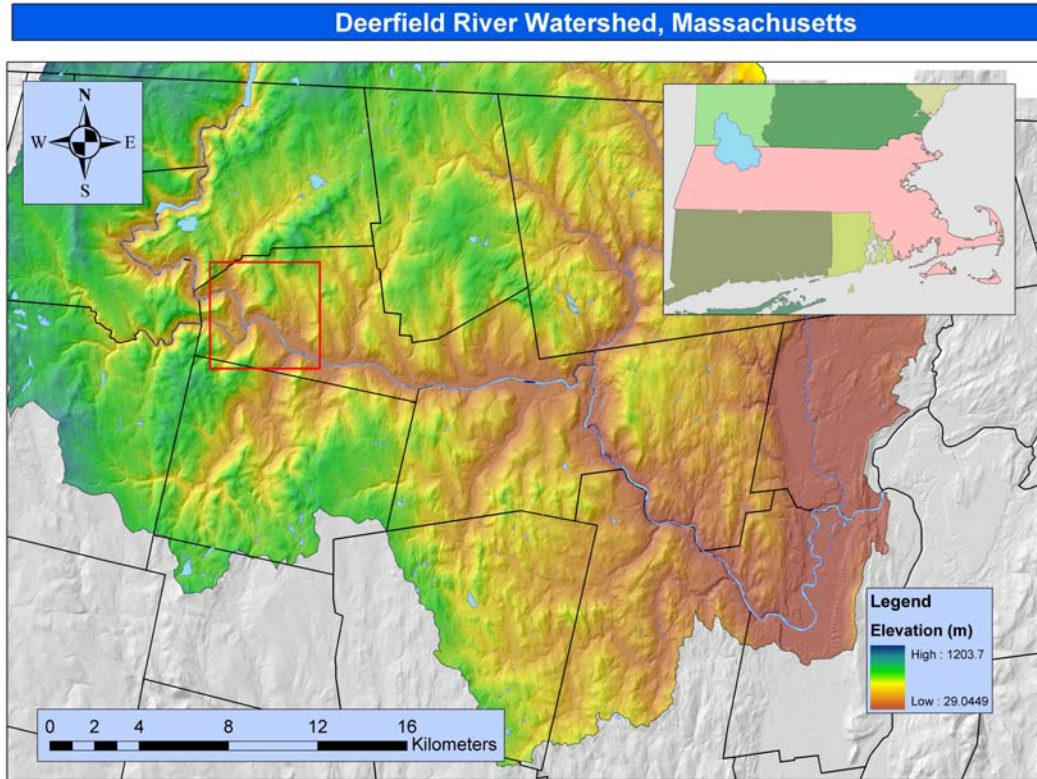 Deerfield River Watershed, Massachusetts
N
W E
S
Legend
Elevation (m)
High : 1203.7
Low : 29.0449
0 2 4 8 12 16
Kilometers